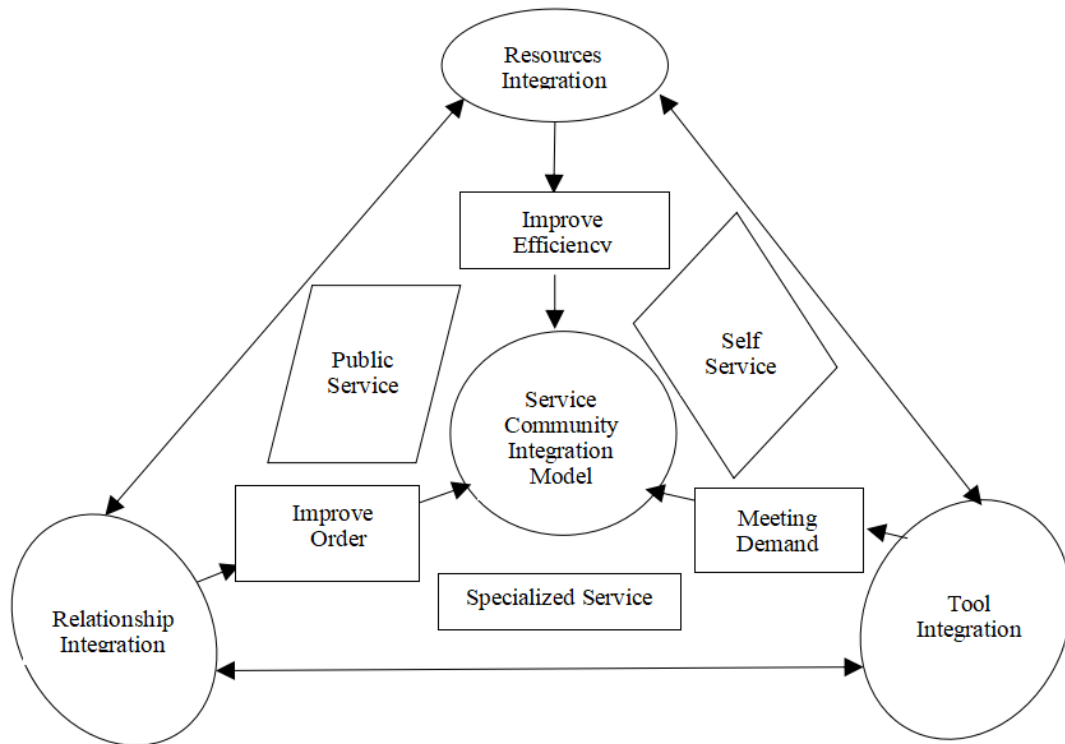 Resources
Integration
Improve
Efficiency
Public
Service
Self
Service
Service
Community
Integration
Model
Improve
Order
Meeting
Demand
Specialized Service
Relationship
Integration
Tool
Integration